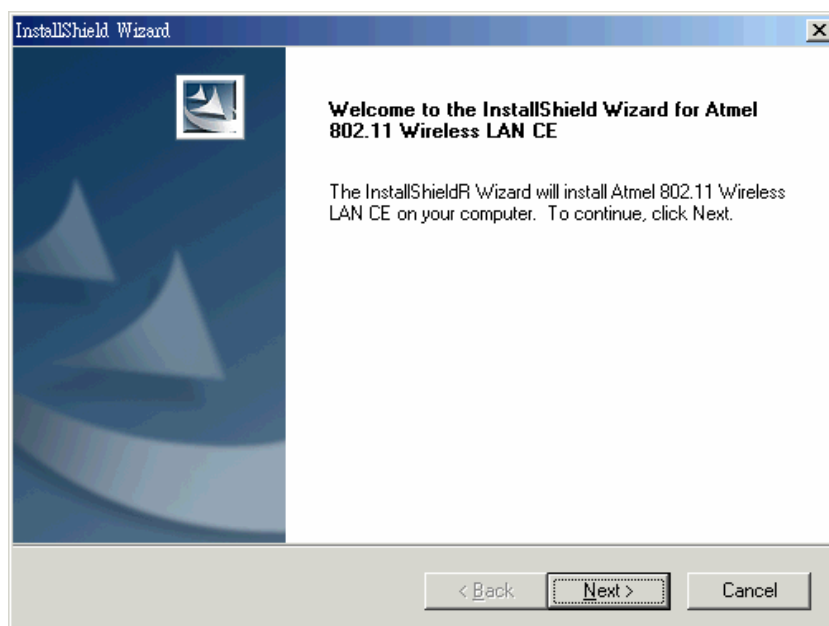 InstallShield Wizard
Welcome to the InstallShield Wizard for Atmel
802.11 Wireless LAN CE
The InstallShieldR Wizard will install Atmel 802.11 Wireless
LAN CE on your computer.  To continue, click Next.
< Back
Next >
Cancel